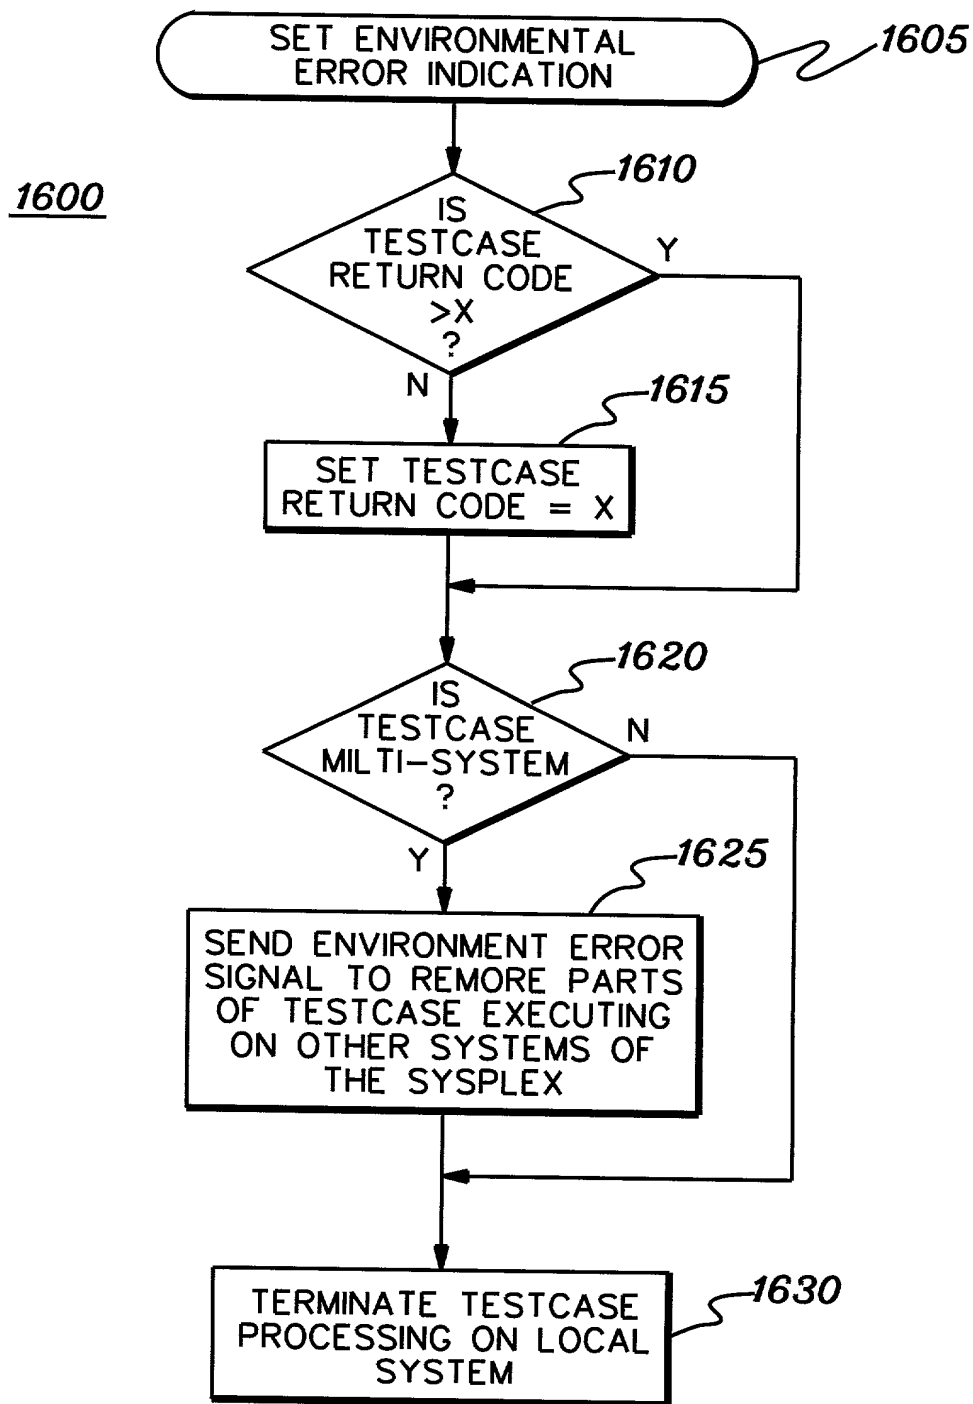 SET ENVIRONMENTAL
ERROR INDICATION
1605
1600
1610
IS
TESTCASE
RETURN CODE
>X
?
Y
N
1615
SET TESTCASE
RETURN CODE = X
1620
IS
TESTCASE
MILTI-SYSTEM
?
N
Y
1625
SEND ENVIRONMENT ERROR
SIGNAL TO REMORE PARTS
OF TESTCASE EXECUTING
ON OTHER SYSTEMS OF
THE SYSPLEX
1630
TERMINATE TESTCASE
PROCESSING ON LOCAL
SYSTEM